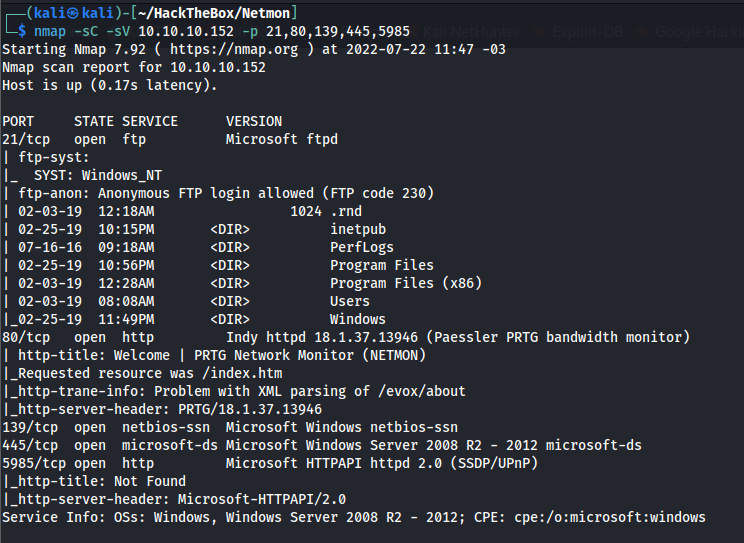 ┌──(kali㉿kali)-[~/HackTheBox/Netmon]
└─$ nmap -sC -sV 10.10.10.152 -p 21,80,139,445,5985
Kali NetHunter Exploit-DB Google Hacki
Starting Nmap 7.92 ( https://nmap.org ) at 2022-07-22 11:47 -03
Nmap scan report for 10.10.10.152
Host is up (0.17s latency).

PORT     STATE SERVICE      VERSION
21/tcp   open  ftp          Microsoft ftpd
| ftp-syst:
|_  SYST: Windows_NT
| ftp-anon: Anonymous FTP login allowed (FTP code 230)
| 02-03-19  12:18AM                 1024 .rnd
| 02-25-19  10:15PM       <DIR>          inetpub
| 07-16-16  09:18AM       <DIR>          PerfLogs
| 02-25-19  10:56PM       <DIR>          Program Files
| 02-03-19  12:28AM       <DIR>          Program Files (x86)
| 02-03-19  08:08AM       <DIR>          Users
|_02-25-19  11:49PM       <DIR>          Windows
80/tcp   open  http         Indy httpd 18.1.37.13946 (Paessler PRTG bandwidth monitor)
| http-title: Welcome | PRTG Network Monitor (NETMON)
|_Requested resource was /index.htm
|_http-trane-info: Problem with XML parsing of /evox/about
|_http-server-header: PRTG/18.1.37.13946
139/tcp  open  netbios-ssn  Microsoft Windows netbios-ssn
445/tcp  open  microsoft-ds Microsoft Windows Server 2008 R2 - 2012 microsoft-ds
5985/tcp open  http         Microsoft HTTPAPI httpd 2.0 (SSDP/UPnP)
|_http-title: Not Found
|_http-server-header: Microsoft-HTTPAPI/2.0
Service Info: OSs: Windows, Windows Server 2008 R2 - 2012; CPE: cpe:/o:microsoft:windows